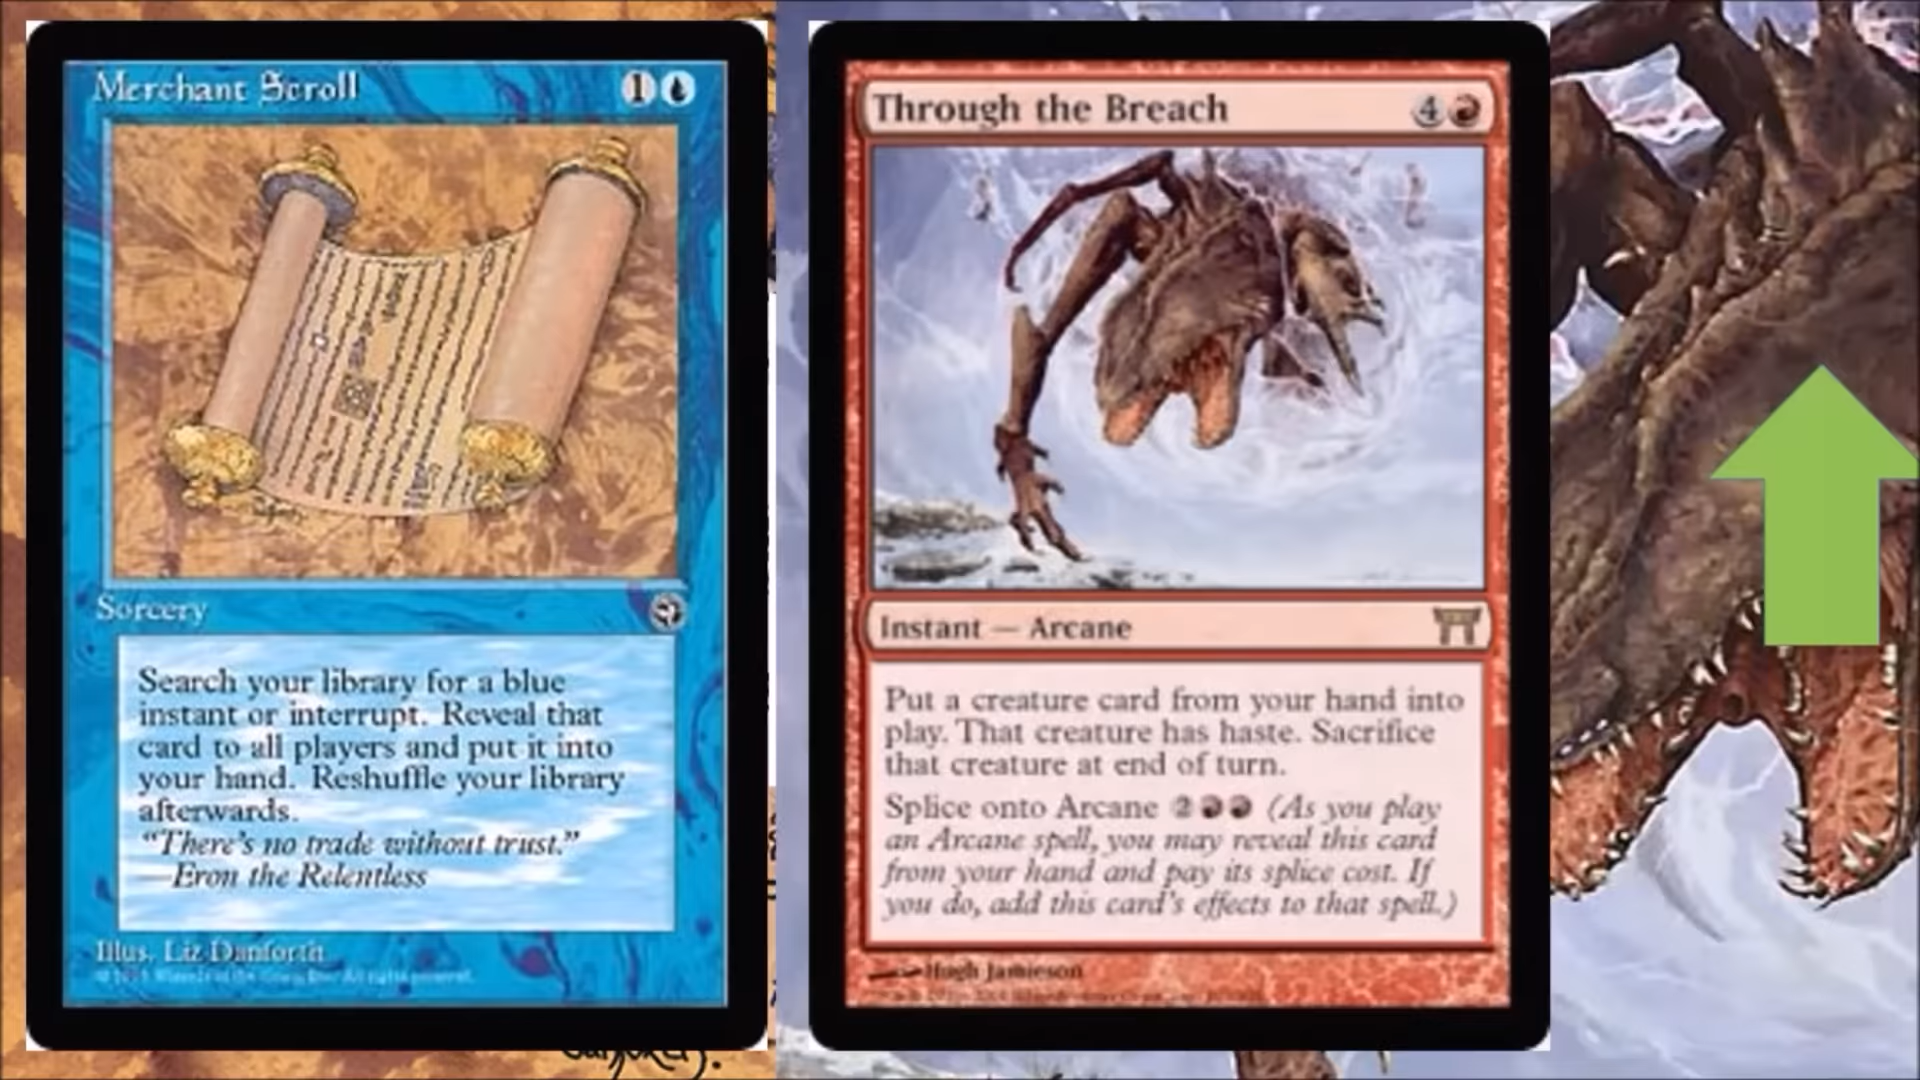 Merchant Scroll
1
Sorcery
Search your library for a blue
instant or interrupt. Reveal that
card to all players and put it into
your hand. Reshuffle your library
afterwards.
“There's no trade without trust.”
—Eron the Relentless
Illus. Liz Danforth
Through the Breach
4
Instant — Arcane
Put a creature card from your hand into
play. That creature has haste. Sacrifice
that creature at end of turn.
Splice onto Arcane 2 (As you play
an Arcane spell, you may reveal this card
from your hand and pay its splice cost. If
you do, add this card's effects to that spell.)
Hugh Jamieson